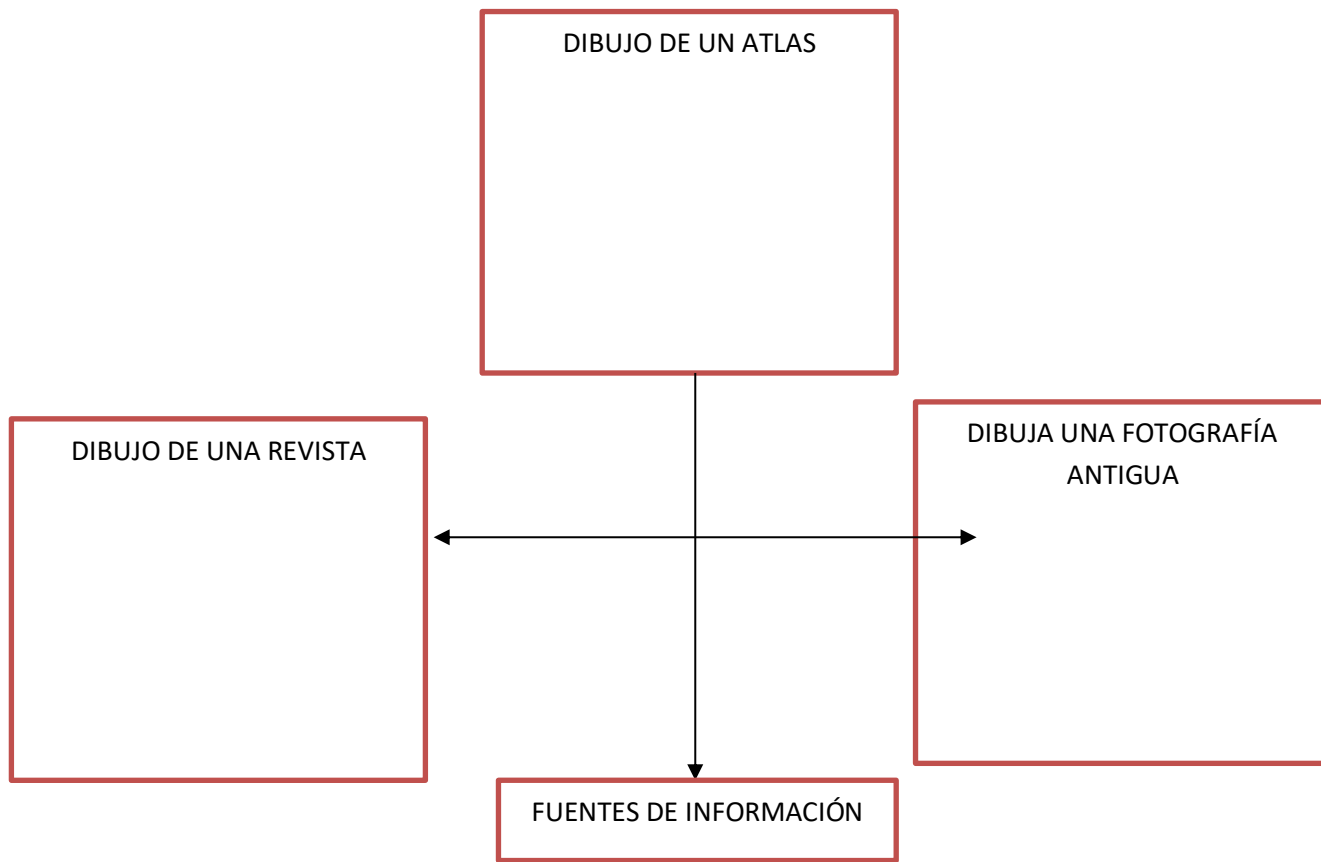 DIBUJO DE UN ATLAS
DIBUJO DE UNA REVISTA
DIBUJA UNA FOTOGRAFÍA
ANTIGUA
FUENTES DE INFORMACIÓN